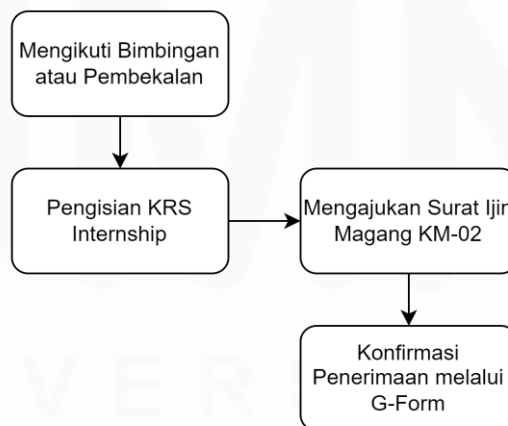 Mengikuti Bimbingan
atau Pembekalan
Pengisian KRS
Internship
Mengajukan Surat Ijin
Magang KM-02
Konfirmasi
Penerimaan melalui
G-Form
V E R S